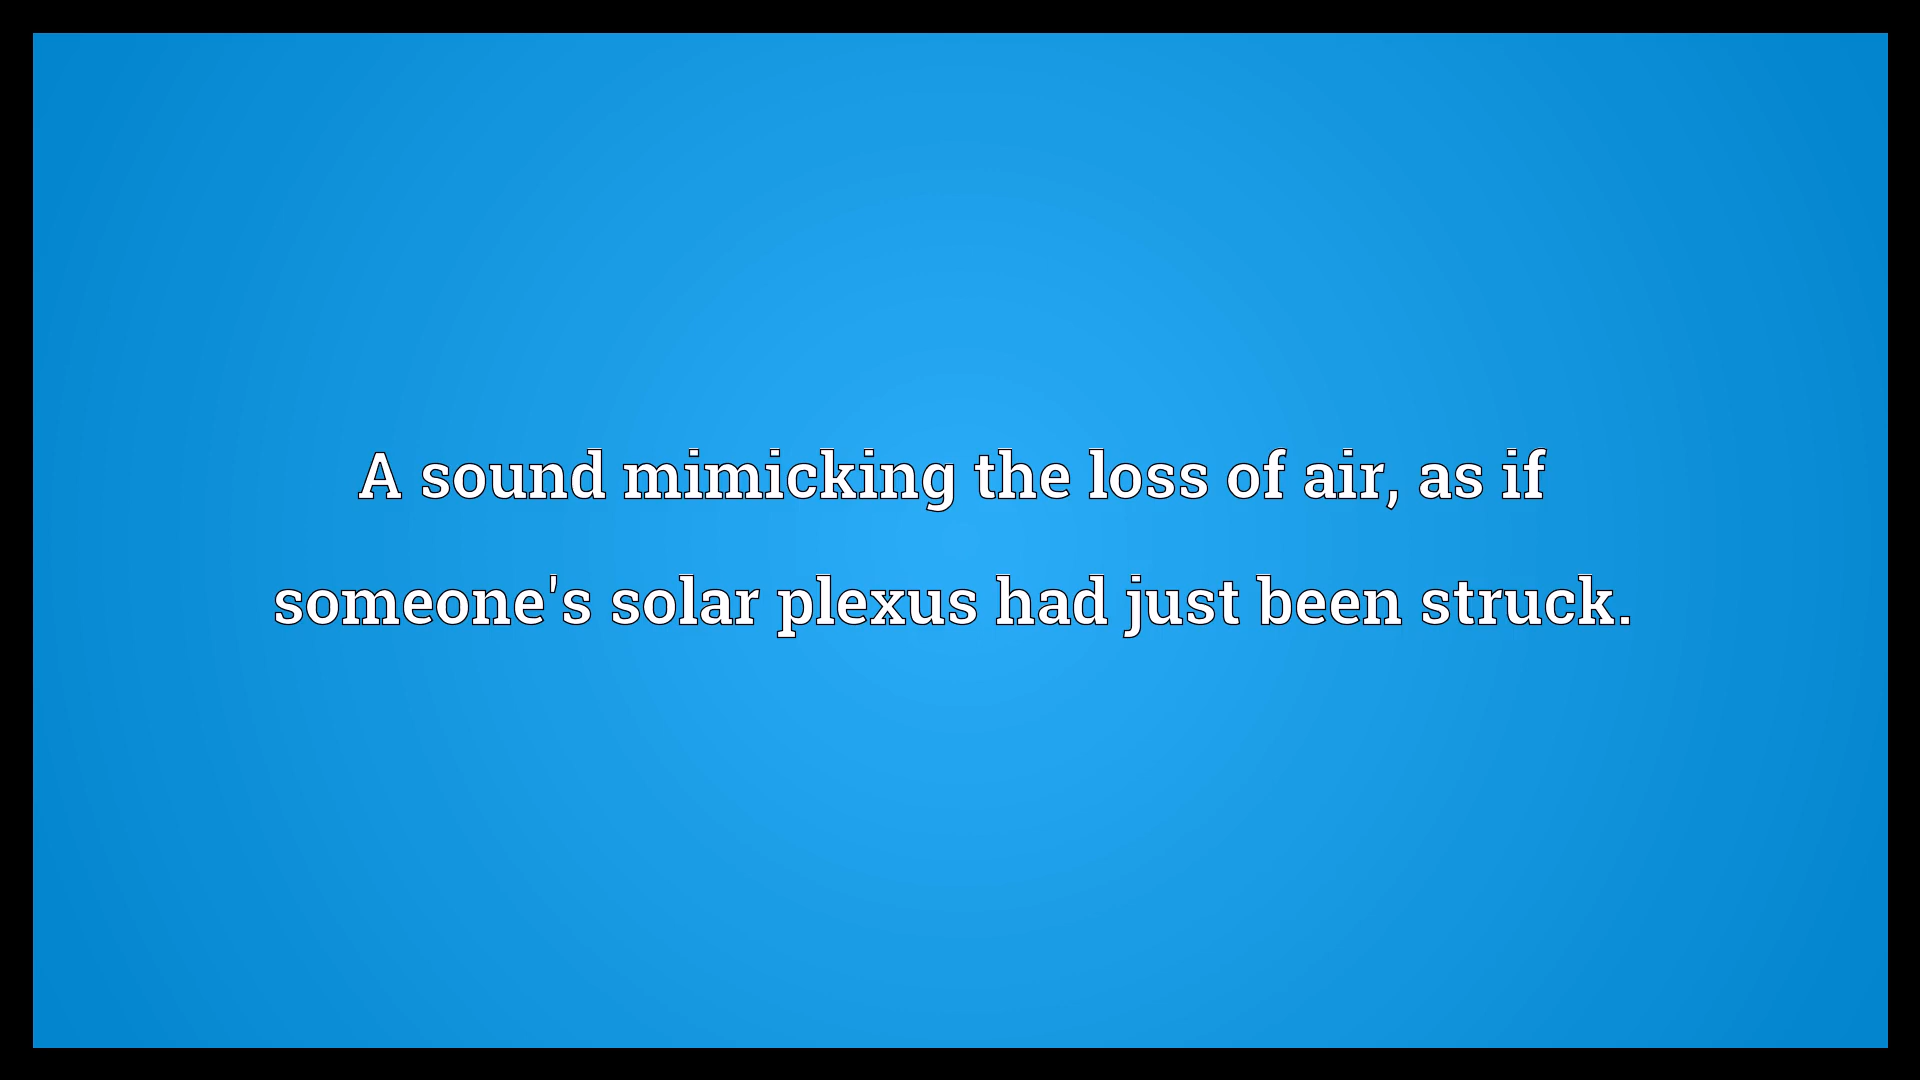 A sound mimicking the loss of air, as if
someone's solar plexus had just been struck.